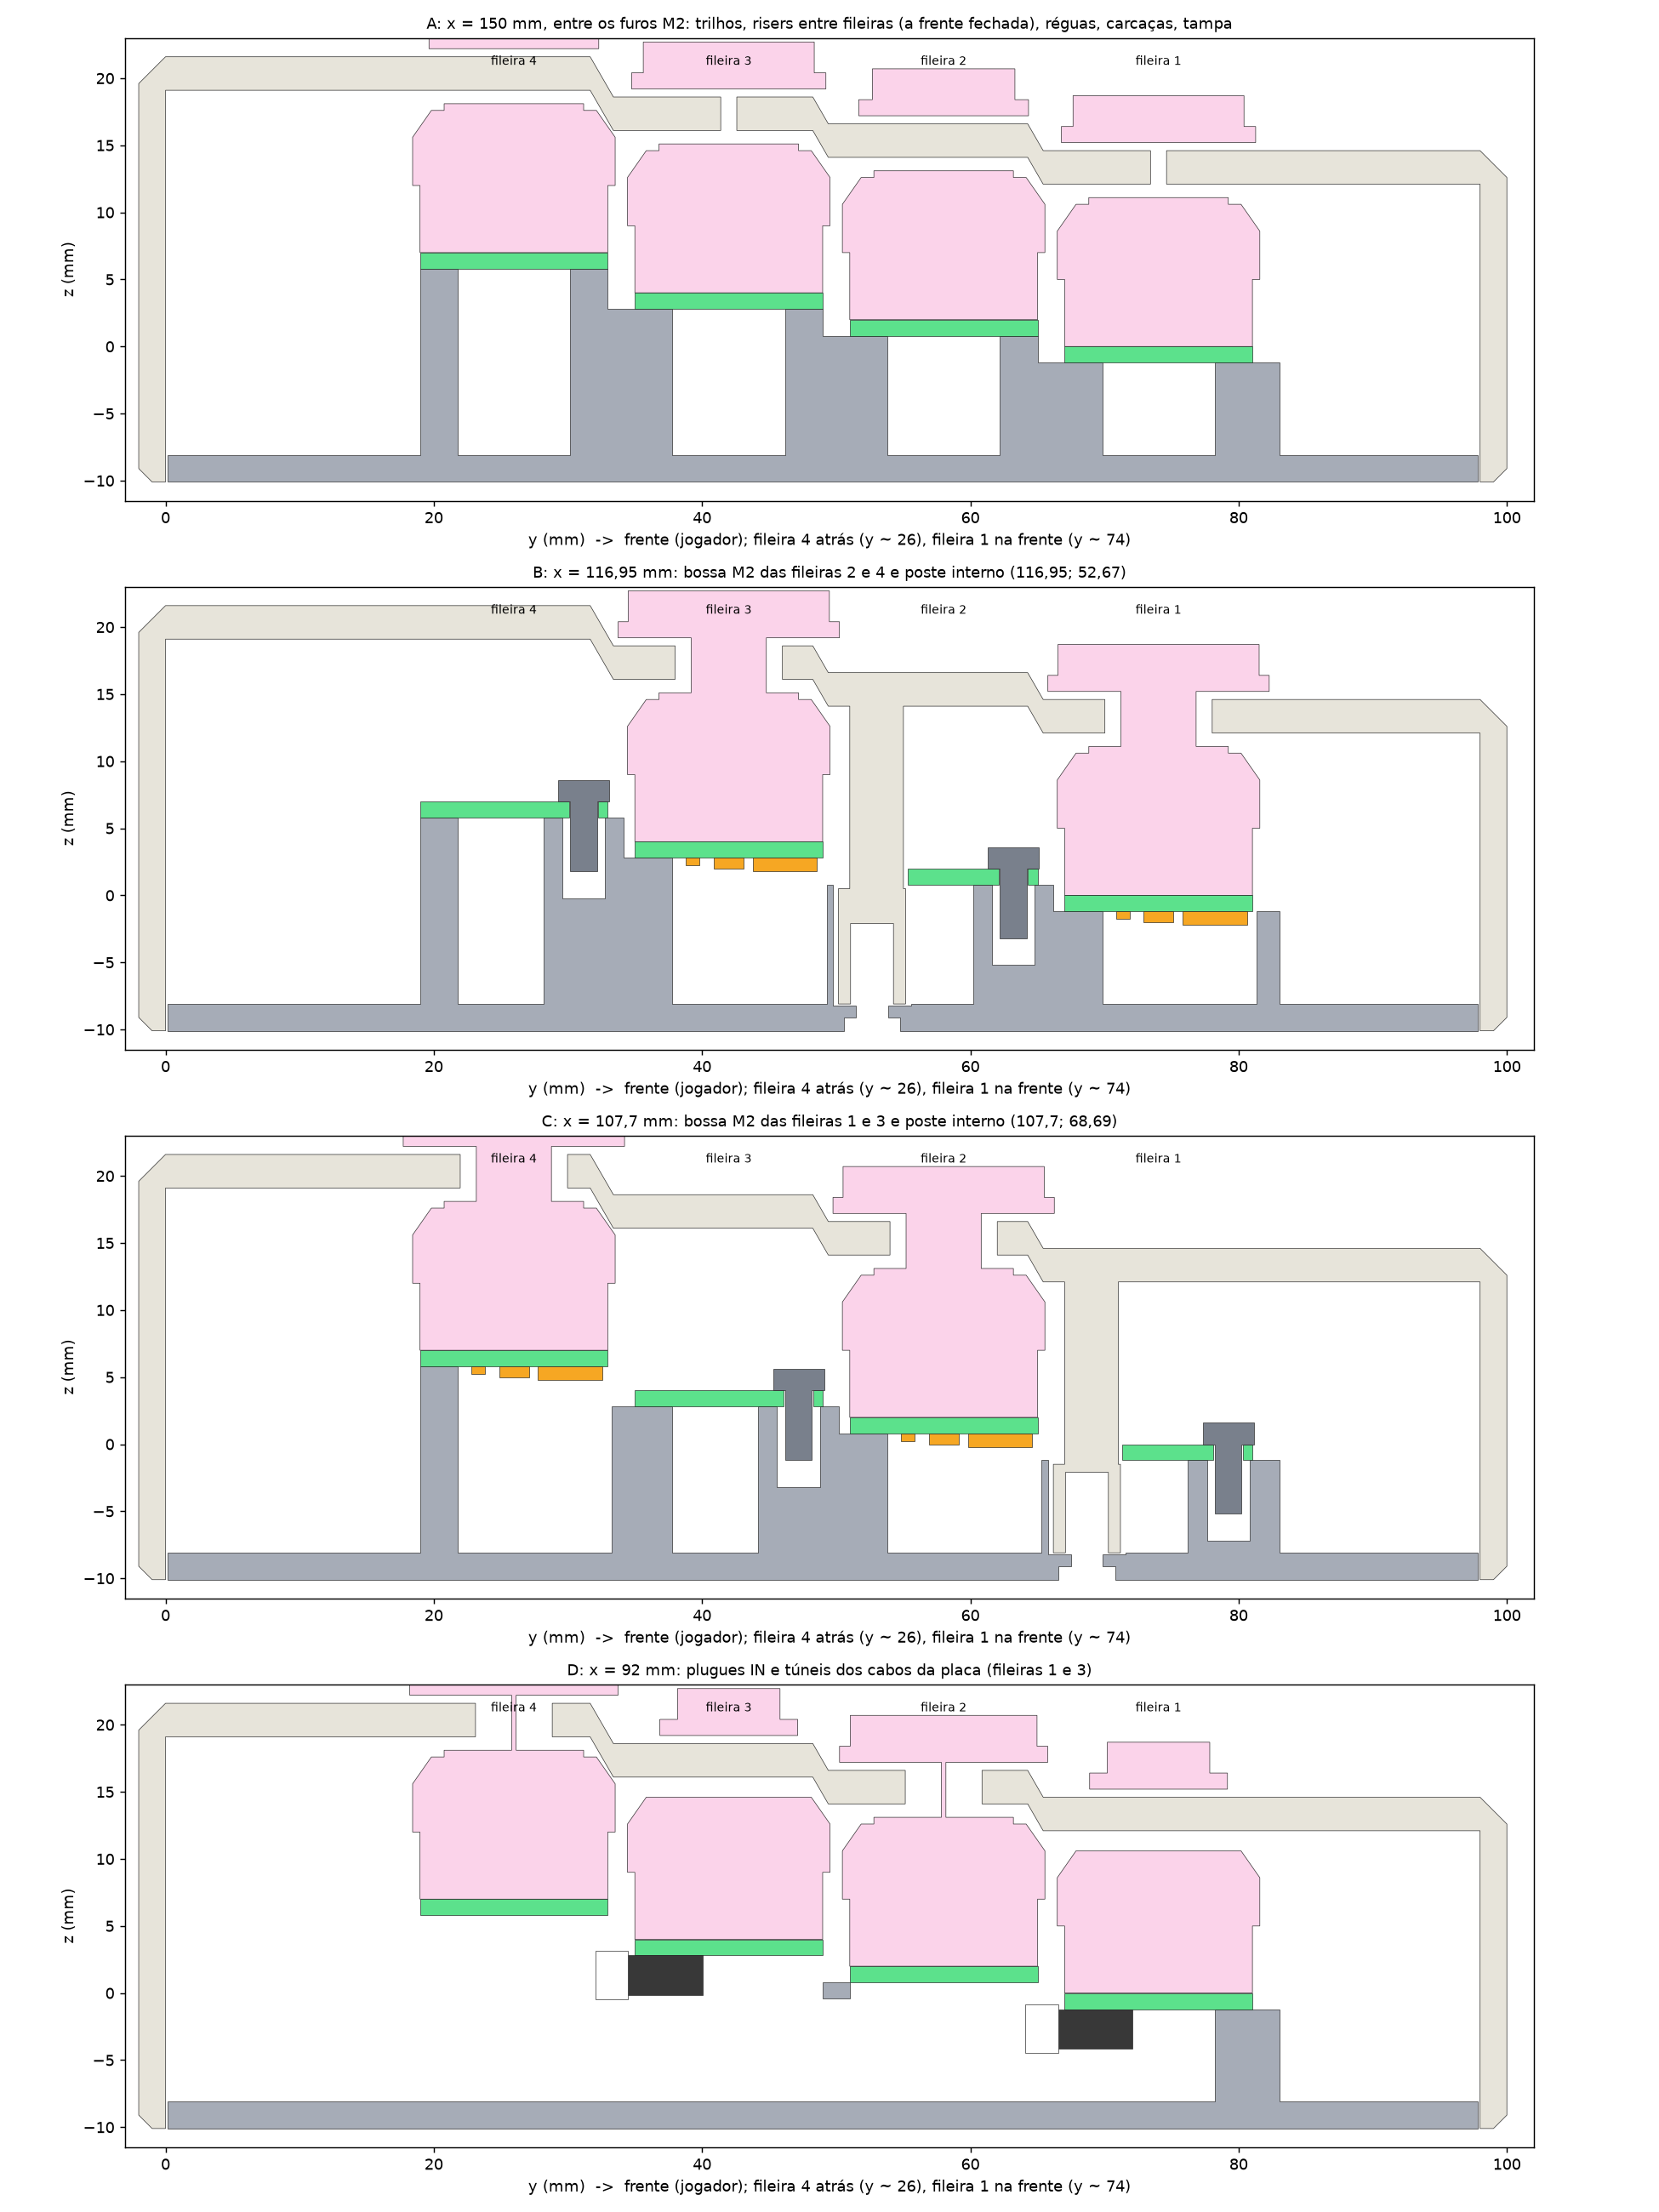 A: x = 150 mm, entre os furos M2: trilhos, risers entre fileiras (a frente fechada), réguas, carcaças, tampa
fileira 4 fileira 3 fileira 2 fileira 1
20
15
10
5
0
−5
−10
z (mm)
0 20 40 60 80 100
y (mm) -> frente (jogador); fileira 4 atrás (y ~ 26), fileira 1 na frente (y ~ 74)
B: x = 116,95 mm: bossa M2 das fileiras 2 e 4 e poste interno (116,95; 52,67)
fileira 4 fileira 3 fileira 2 fileira 1
20
15
10
5
0
−5
−10
z (mm)
0 20 40 60 80 100
y (mm) -> frente (jogador); fileira 4 atrás (y ~ 26), fileira 1 na frente (y ~ 74)
C: x = 107,7 mm: bossa M2 das fileiras 1 e 3 e poste interno (107,7; 68,69)
fileira 4 fileira 3 fileira 2 fileira 1
20
15
10
5
0
−5
−10
z (mm)
0 20 40 60 80 100
y (mm) -> frente (jogador); fileira 4 atrás (y ~ 26), fileira 1 na frente (y ~ 74)
D: x = 92 mm: plugues IN e túneis dos cabos da placa (fileiras 1 e 3)
fileira 4 fileira 3 fileira 2 fileira 1
20
15
10
5
0
−5
−10
z (mm)
0 20 40 60 80 100
y (mm) -> frente (jogador); fileira 4 atrás (y ~ 26), fileira 1 na frente (y ~ 74)